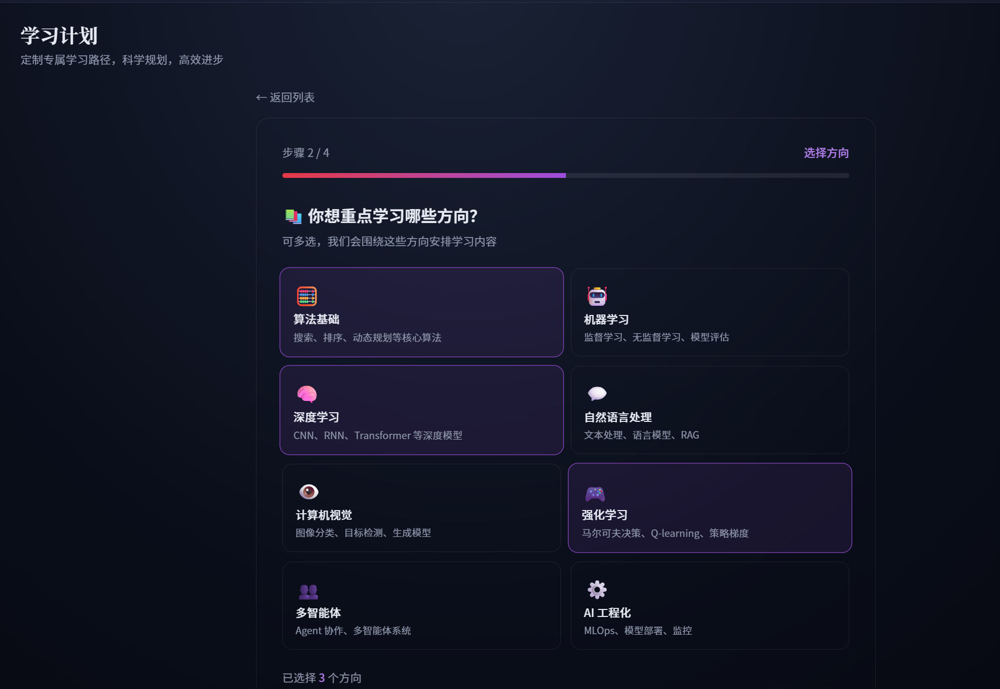 学习计划
定制专属学习路径，科学规划，高效进步
← 返回列表
步骤 2 / 4
选择方向
你想重点学习哪些方向？
可多选，我们会围绕这些方向安排学习内容
算法基础
搜索、排序、动态规划等核心算法
机器学习
监督学习、无监督学习、模型评估
深度学习
CNN、RNN、Transformer 等深度模型
自然语言处理
文本处理、语言模型、RAG
计算机视觉
图像分类、目标检测、生成模型
强化学习
马尔可夫决策、Q-learning、策略梯度
多智能体
Agent 协作、多智能体系统
AI 工程化
MLOps、模型部署、监控
已选择 3 个方向